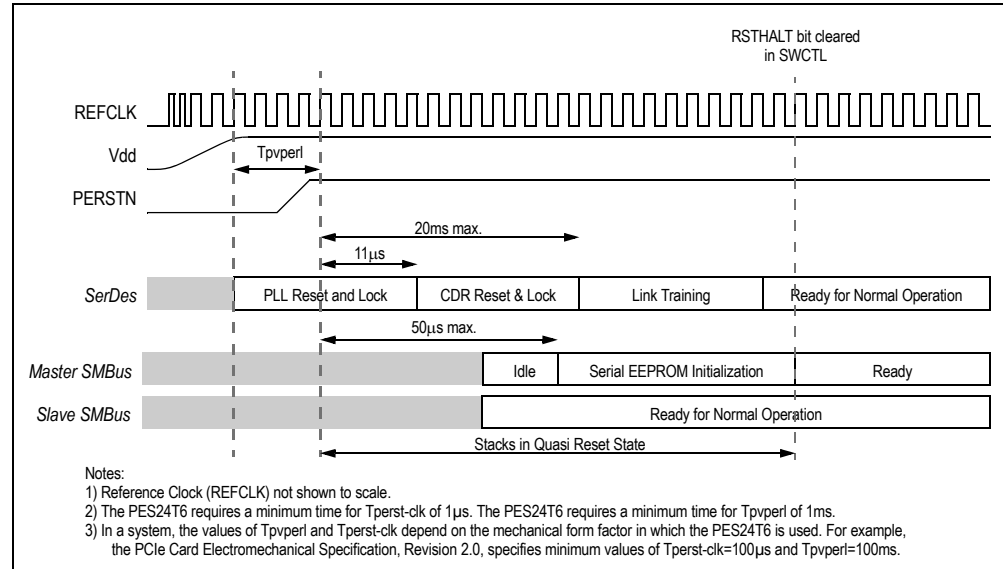 RSTHALT bit cleared
in SWCTL
REFCLK
Vdd
Tpvperl
PERSTN
20ms max.
11µs
SerDes
PLL Reset and Lock
CDR Reset & Lock
Link Training
Ready for Normal Operation
50µs max.
Master SMBus
Idle
Serial EEPROM Initialization
Ready
Slave SMBus
Ready for Normal Operation
Stacks in Quasi Reset State
Notes:
1) Reference Clock (REFCLK) not shown to scale.
2) The PES24T6 requires a minimum time for Tperst-clk of 1µs. The PES24T6 requires a minimum time for Tpvperl of 1ms.
3) In a system, the values of Tpvperl and Tperst-clk depend on the mechanical form factor in which the PES24T6 is used. For example,
the PCIe Card Electromechanical Specification, Revision 2.0, specifies minimum values of Tperst-clk=100µs and Tpvperl=100ms.